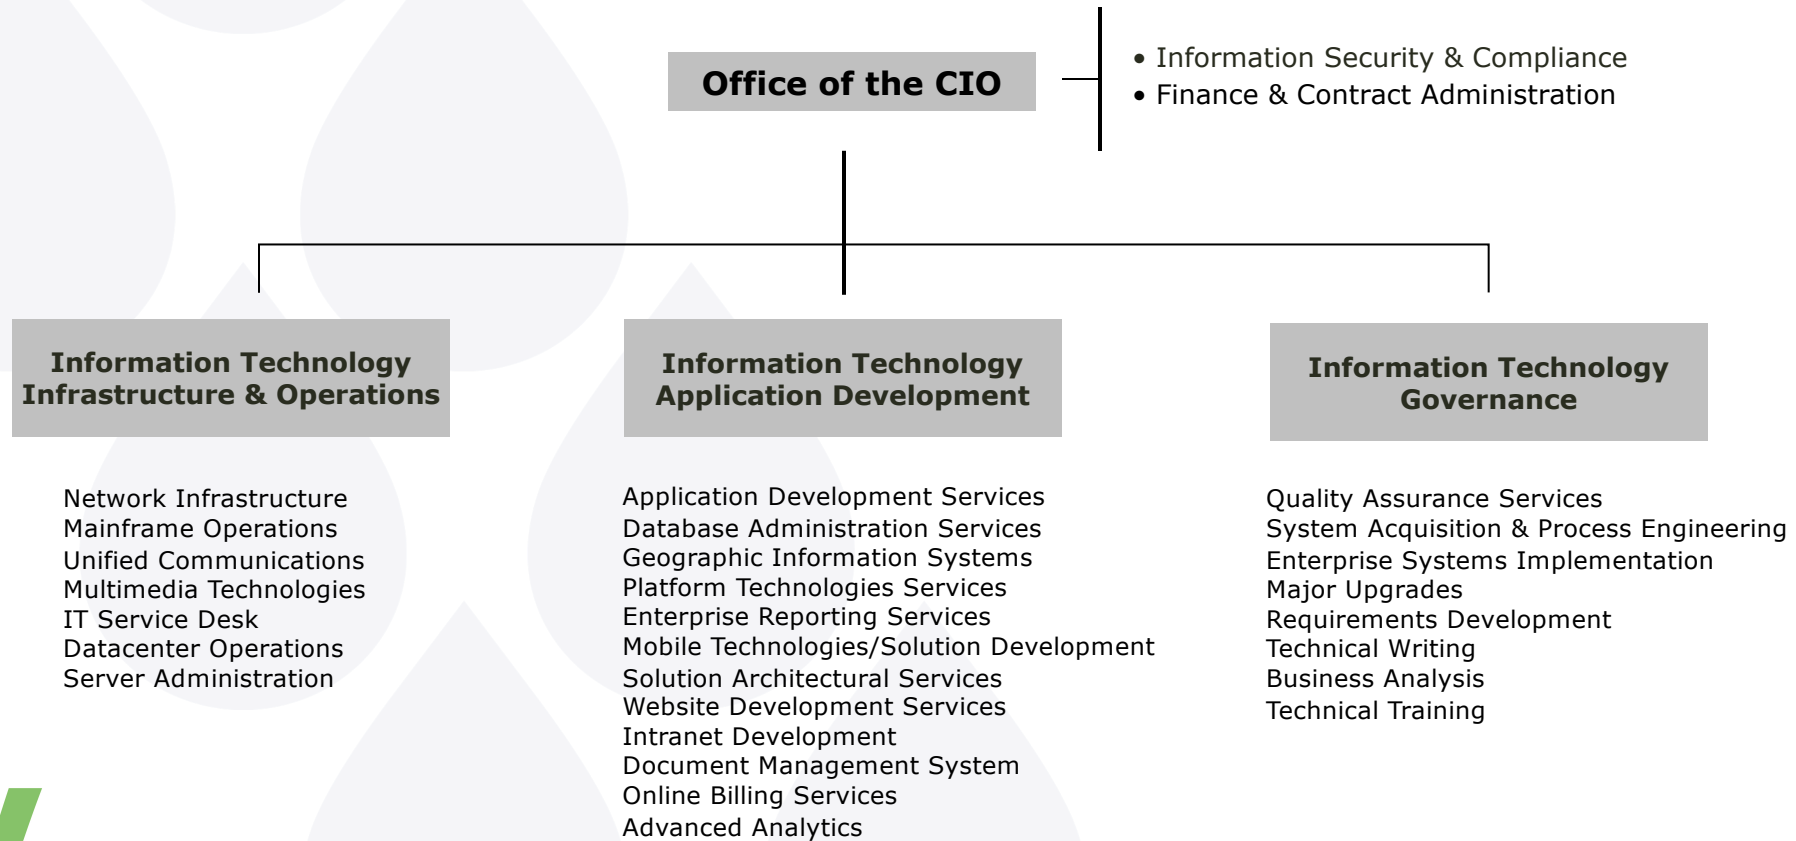 Office of the CIO
• Information Security & Compliance
• Finance & Contract Administration
Information Technology
Infrastructure & Operations
Network Infrastructure
Mainframe Operations
Unified Communications
Multimedia Technologies
IT Service Desk
Datacenter Operations
Server Administration
Information Technology
Application Development
Application Development Services
Database Administration Services
Geographic Information Systems
Platform Technologies Services
Enterprise Reporting Services
Mobile Technologies/Solution Development
Solution Architectural Services
Website Development Services
Intranet Development
Document Management System
Online Billing Services
Advanced Analytics
Information Technology
Governance
Quality Assurance Services
System Acquisition & Process Engineering
Enterprise Systems Implementation
Major Upgrades
Requirements Development
Technical Writing
Business Analysis
Technical Training